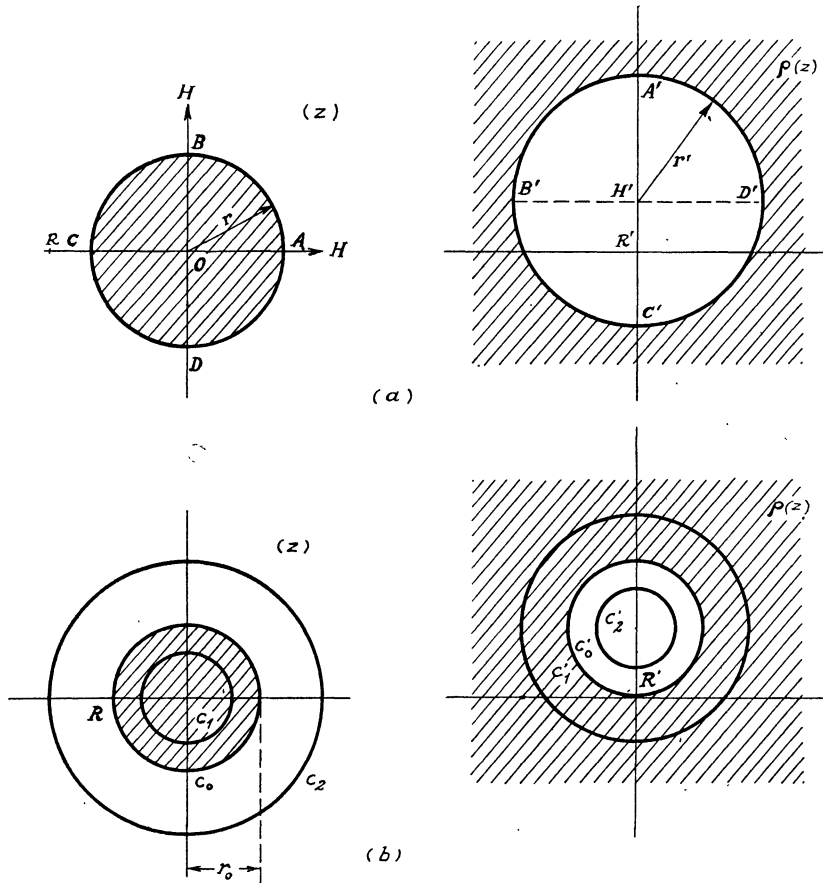 H
(z)
B
r
R C
A
H
O
D
ρ(z)
A'
r'
B'
H'
D'
R'
C'
(a)
(z)
R
C₁
C₀
C₂
r₀
ρ(z)
C'₂
C'₀
C'₁
R'
(b)